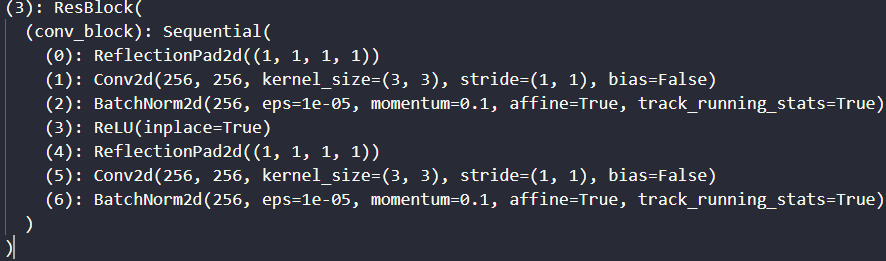 (3): ResBlock(
  (conv_block): Sequential(
    (0): ReflectionPad2d((1, 1, 1, 1))
    (1): Conv2d(256, 256, kernel_size=(3, 3), stride=(1, 1), bias=False)
    (2): BatchNorm2d(256, eps=1e-05, momentum=0.1, affine=True, track_running_stats=True)
    (3): ReLU(inplace=True)
    (4): ReflectionPad2d((1, 1, 1, 1))
    (5): Conv2d(256, 256, kernel_size=(3, 3), stride=(1, 1), bias=False)
    (6): BatchNorm2d(256, eps=1e-05, momentum=0.1, affine=True, track_running_stats=True)
  )
)